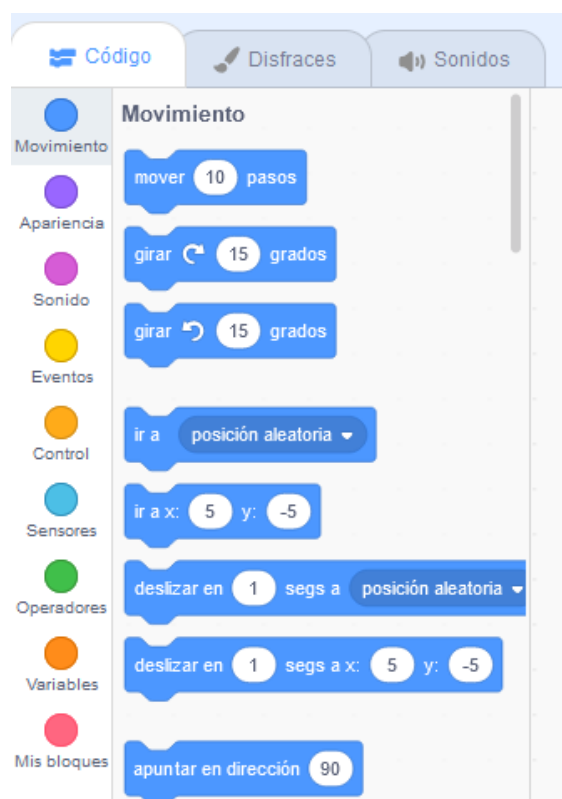 Código Disfraces Sonidos
Movimiento
Apariencia
Sonido
Eventos
Control
Sensores
Operadores
Variables
Mis bloques
Movimiento
mover 10 pasos
girar 15 grados
girar 15 grados
ir a posición aleatoria
ir a x: 5 y: -5
deslizar en 1 segs a posición aleatoria
deslizar en 1 segs a x: 5 y: -5
apuntar en dirección 90